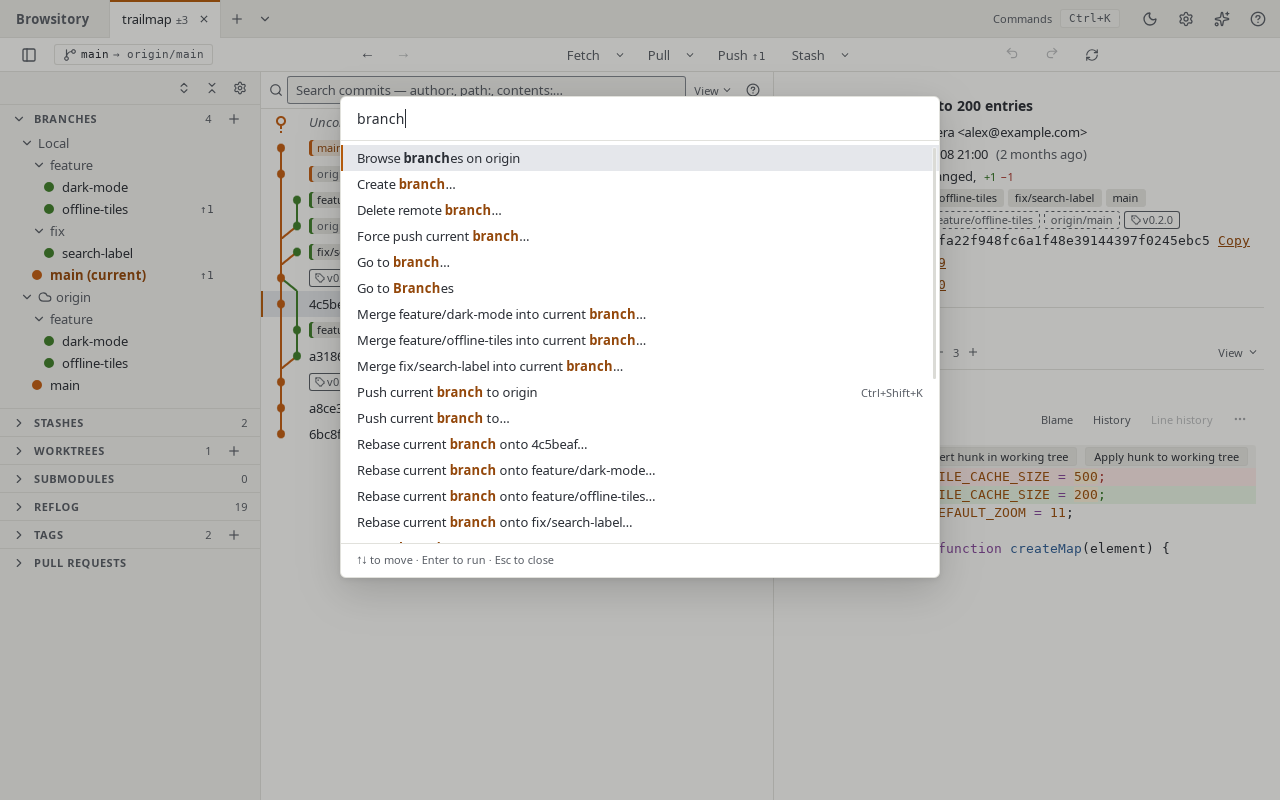 Browsitory
trailmap ±3
Commands Ctrl+K
main → origin/main
Fetch
Pull
Push ↑1
Stash
Search commits — author:, path:, contents:...
View
BRANCHES 4
Local
feature
dark-mode
offline-tiles ↑1
fix
search-label
main (current) ↑1
origin
feature
dark-mode
offline-tiles
main
STASHES 2
WORKTREES 1
SUBMODULES 0
REFLOG 19
TAGS 2
PULL REQUESTS
4c5be
a3186
a8ce3
6bc8f
branch
Browse branches on origin
Create branch...
Delete remote branch...
Force push current branch...
Go to branch...
Go to Branches
Merge feature/dark-mode into current branch...
Merge feature/offline-tiles into current branch...
Merge fix/search-label into current branch...
Push current branch to origin Ctrl+Shift+K
Push current branch to...
Rebase current branch onto 4c5beaf...
Rebase current branch onto feature/dark-mode...
Rebase current branch onto feature/offline-tiles...
Rebase current branch onto fix/search-label...
↑↓ to move · Enter to run · Esc to close
to 200 entries
era <alex@example.com>
08 21:00 (2 months ago)
anged, +1 −1
offline-tiles fix/search-label main
feature/offline-tiles origin/main v0.2.0
fa22f948fc6a1f48e39144397f0245ebc5 Copy
9
0
3 + View
Blame History Line history ...
ert hunk in working tree Apply hunk to working tree
ILE_CACHE_SIZE = 500;
ILE_CACHE_SIZE = 200;
EFAULT_ZOOM = 11;
function createMap(element) {